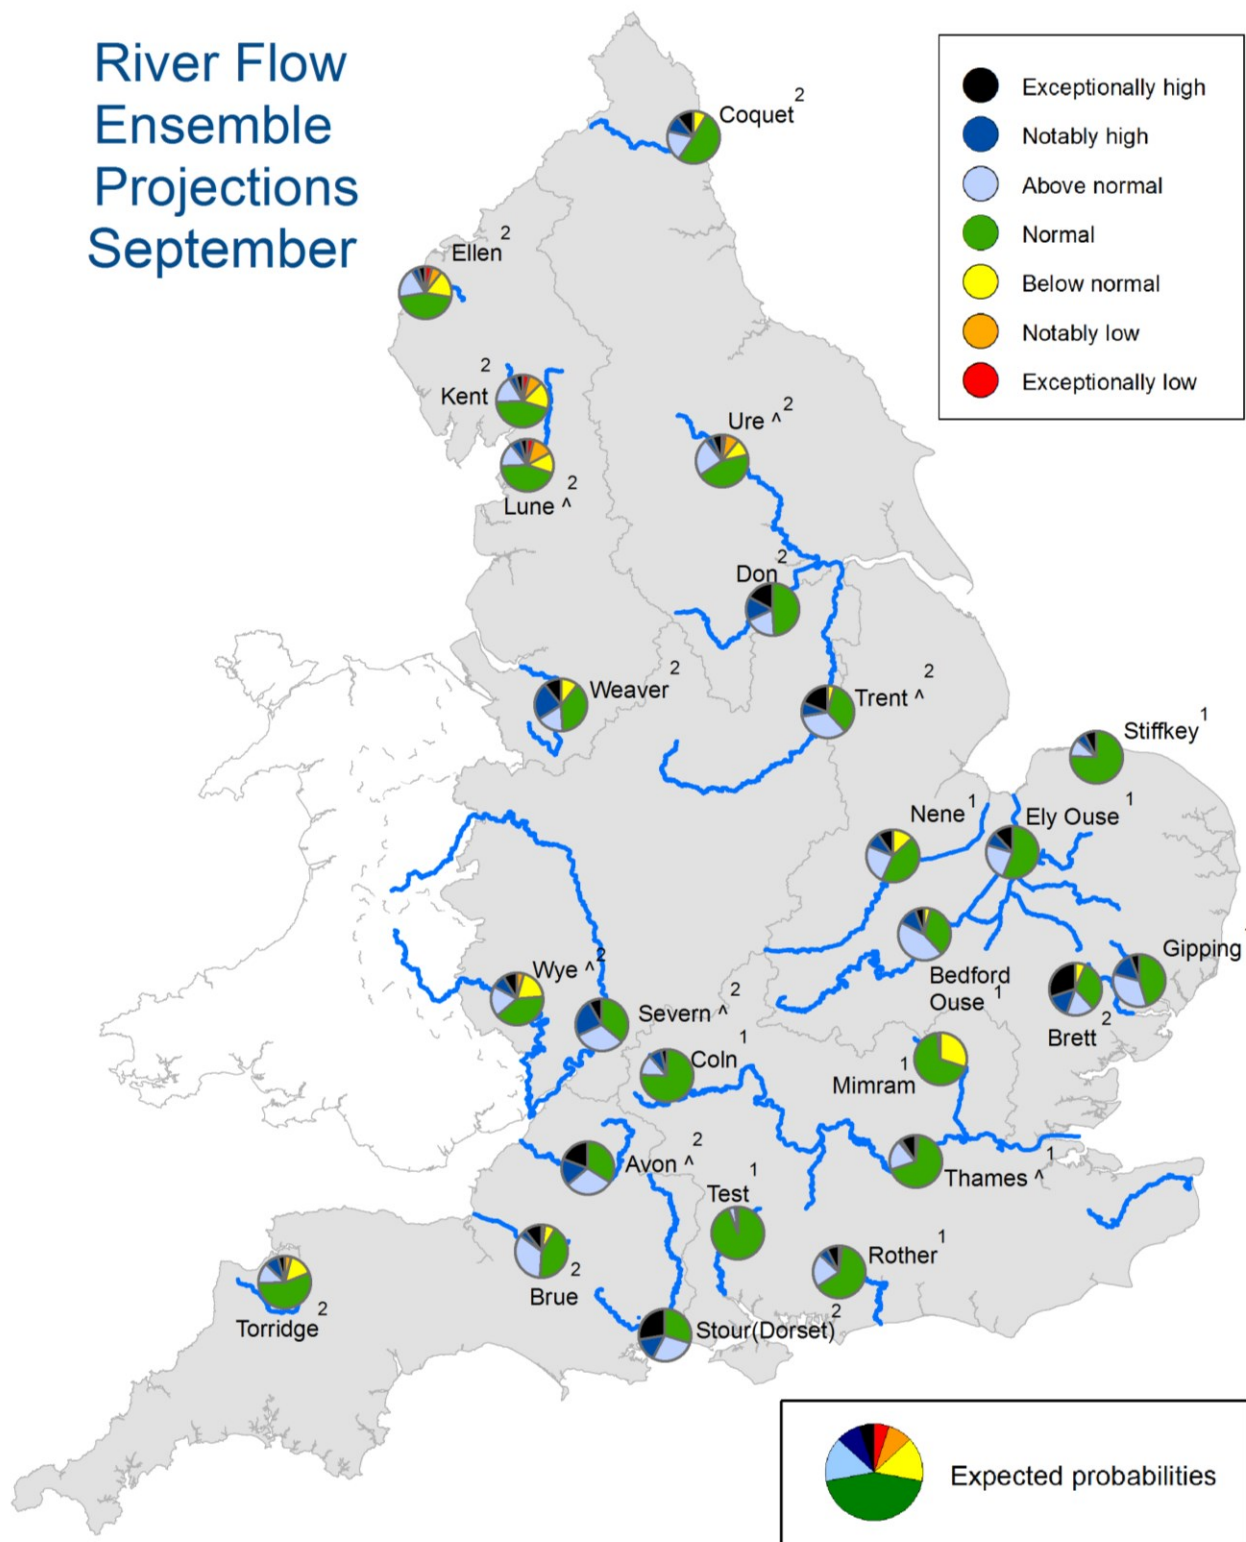 River Flow
Ensemble
Projections
September
Exceptionally high
Notably high
Above normal
Normal
Below normal
Notably low
Exceptionally low
Coquet 2
Ellen 2
Kent 2
Ure ^ 2
Lune ^ 2
Don 2
Weaver 2
Trent ^ 2
Stiffkey 1
Nene 1
Ely Ouse 1
Bedford
Ouse 1
Gipping
Brett 2
Wye ^ 2
Severn ^ 2
Coln 1
Mimram 1
Avon ^ 2
Test 1
Thames ^ 1
Rother 1
Brue 2
Torridge 2
Stour(Dorset) 2
Expected probabilities